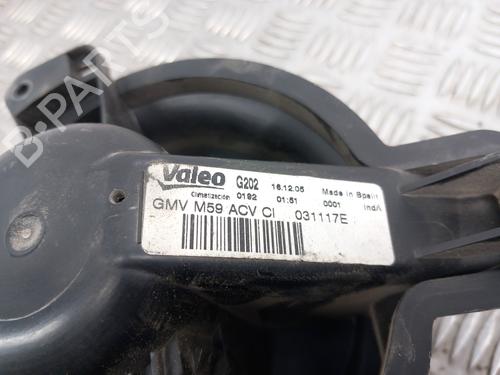 B-PARTS
Valeo G202 16.12.05 Made in Spain
Climatización 0192 01:51 0001 IndA
GMV M59 ACV CI 031117E